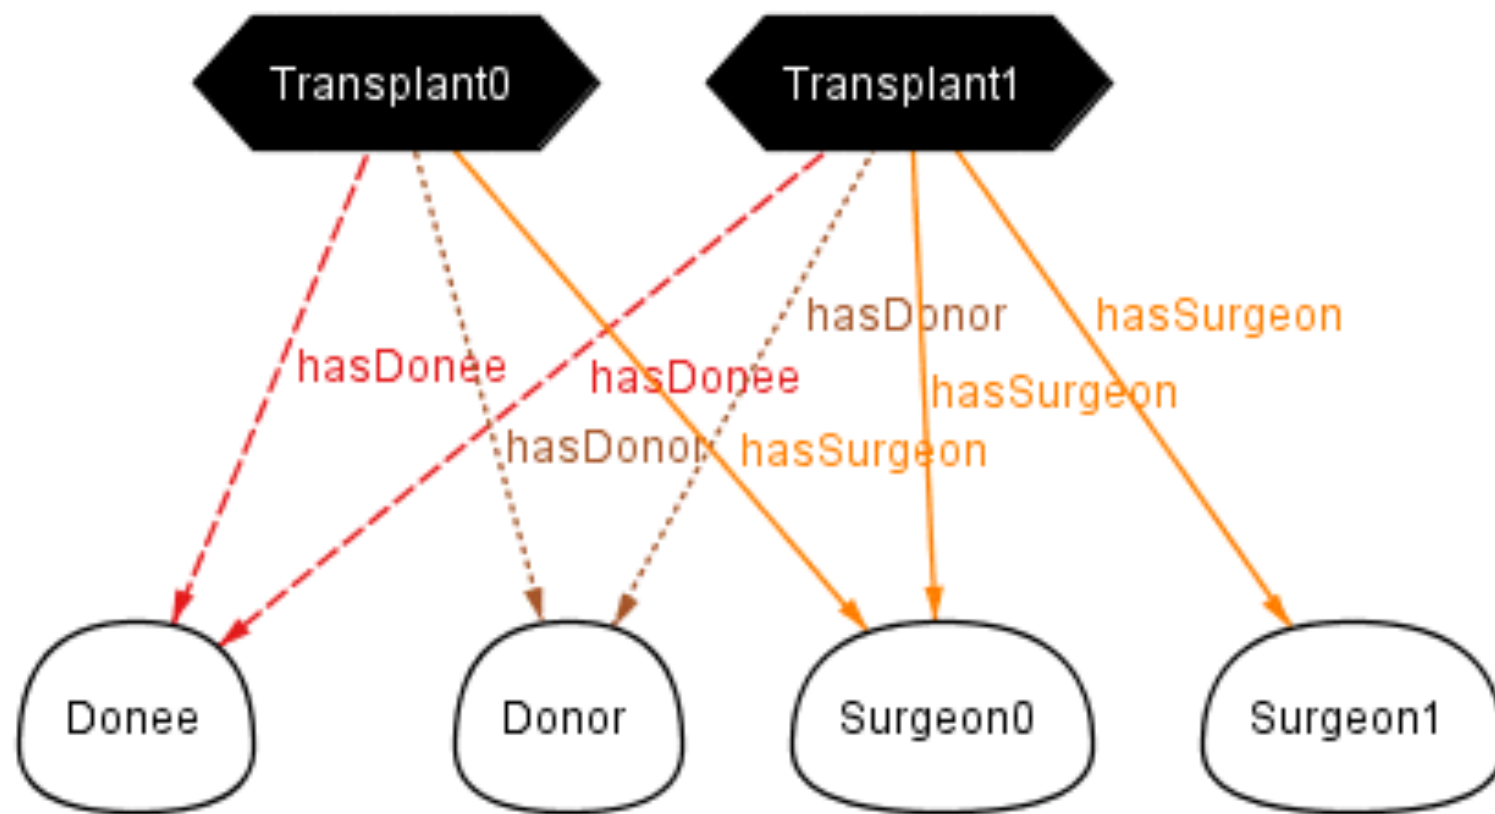 Transplant0
Transplant1
hasDonor
hasSurgeon
hasDonee
hasDonee
hasSurgeon
hasDonor
hasSurgeon
Donee
Donor
Surgeon0
Surgeon1